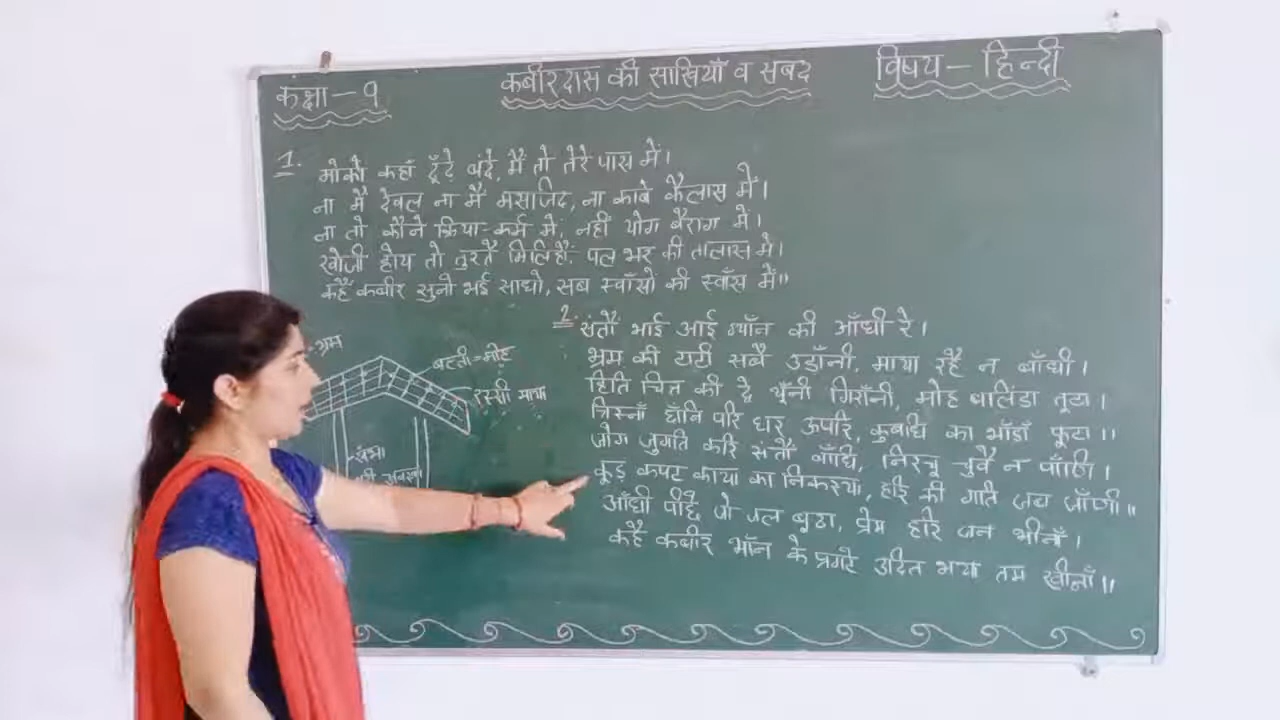 कक्षा - 9
कबीरदास की साखियाँ व सबद
विषय - हिन्दी
1.
मोकों कहाँ ढूँढे बंदे, मैं तो तेरे पास में।
ना मैं देवल ना मैं मसजिद, ना काबे कैलास में।
ना तो कौने क्रिया-कर्म में, नहीं योग बैराग में।
खोजी होय तो तुरतै मिलिहैं, पल भर की तालास में।
कहैं कबीर सुनो भई साधो, सब स्वाँसों की स्वाँस में॥
2.
संतौं भाई आई ग्याँन की आँधी रे।
भ्रम की टाटी सबै उड़ाँनी, माया रहै न बाँधी।
थिति चित्त की द्वै थूँनी गिराँनी, मोह बलिंडा तूटा।
त्रिस्नाँ छाँनि परि घर ऊपरि, कुबधि का भाँडाँ फूटा॥
जोग जुगति करि संतौं बाँधी, निरचू चुवै न पाँणी।
कूड़ कपट काया का निकस्या, हरि की गति जब जाँणी॥
आँधी पीछै जो जल बूठा, प्रेम हरि जन भीनाँ।
कहै कबीर भाँन के प्रगटे उदित भया तम खीनाँ॥
भ्रम
बल्ली=मोह
रस्सी माया
खंभा